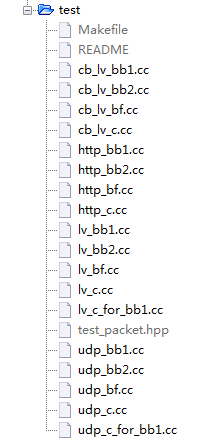 test
Makefile
README
cb_lv_bb1.cc
cb_lv_bb2.cc
cb_lv_bf.cc
cb_lv_c.cc
http_bb1.cc
http_bb2.cc
http_bf.cc
http_c.cc
lv_bb1.cc
lv_bb2.cc
lv_bf.cc
lv_c.cc
lv_c_for_bb1.cc
test_packet.hpp
udp_bb1.cc
udp_bb2.cc
udp_bf.cc
udp_c.cc
udp_c_for_bb1.cc